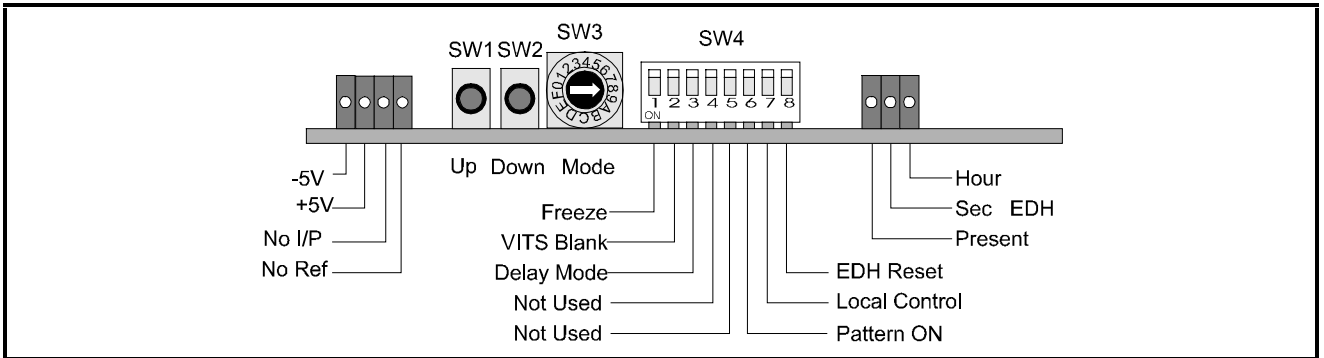 SW1 SW2 SW3 SW4
0123456789ABCDEF
1 2 3 4 5 6 7 8
ON
Up Down Mode
-5V
+5V
No I/P
No Ref
Freeze
VITS Blank
Delay Mode
Not Used
Not Used
Hour
Sec EDH
Present
EDH Reset
Local Control
Pattern ON